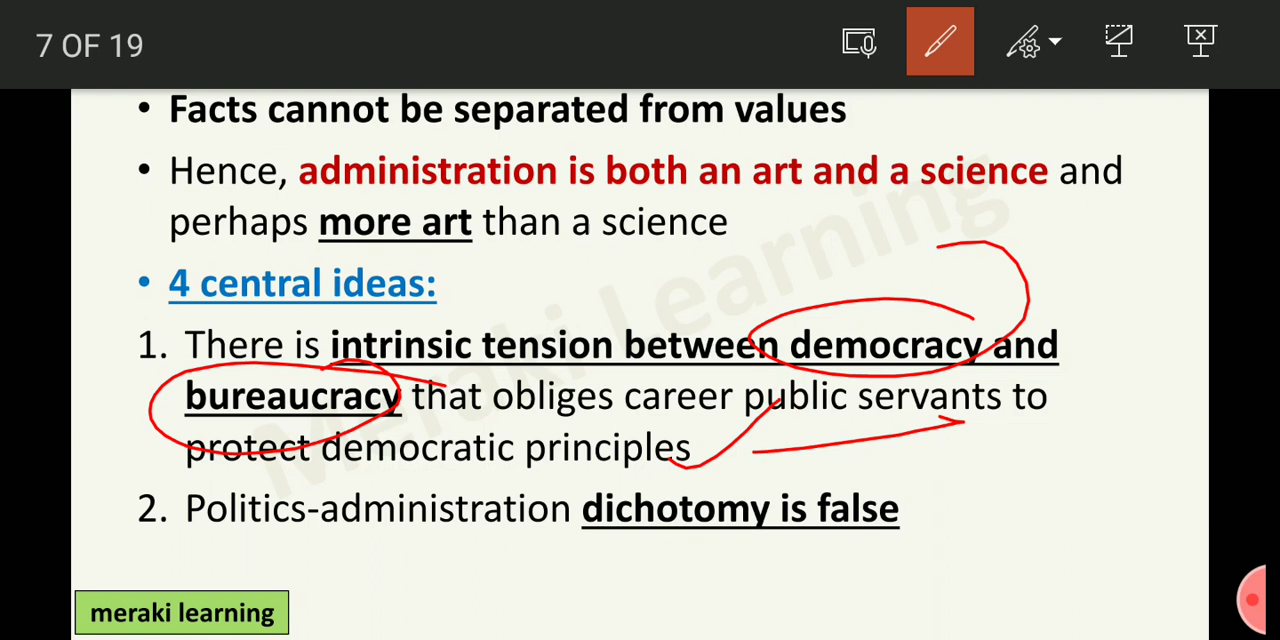 7 OF 19
• Facts cannot be separated from values
• Hence, administration is both an art and a science and
perhaps more art than a science
• 4 central ideas:
1. There is intrinsic tension between democracy and
bureaucracy that obliges career public servants to
protect democratic principles
2. Politics-administration dichotomy is false
Meraki Learning
meraki learning